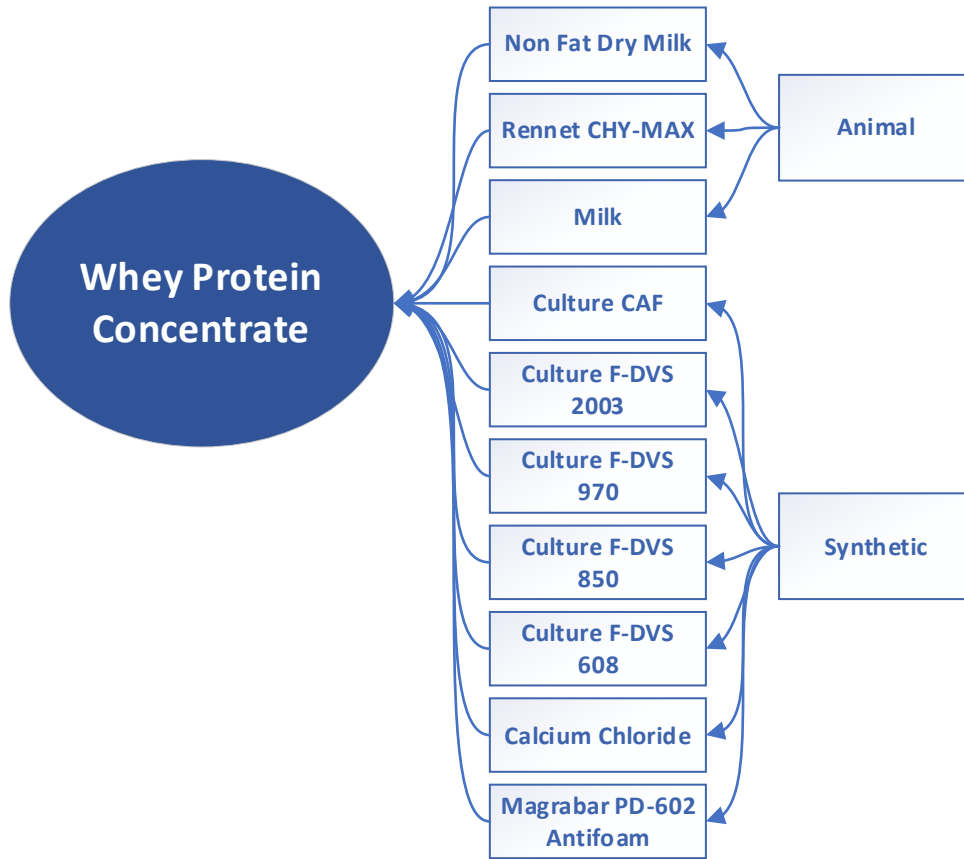 Non Fat Dry Milk
Rennet CHY-MAX
Animal
Milk
Whey Protein
Concentrate
Culture CAF
Culture F-DVS
2003
Culture F-DVS
970
Culture F-DVS
850
Synthetic
Culture F-DVS
608
Calcium Chloride
Magrabar PD-602
Antifoam